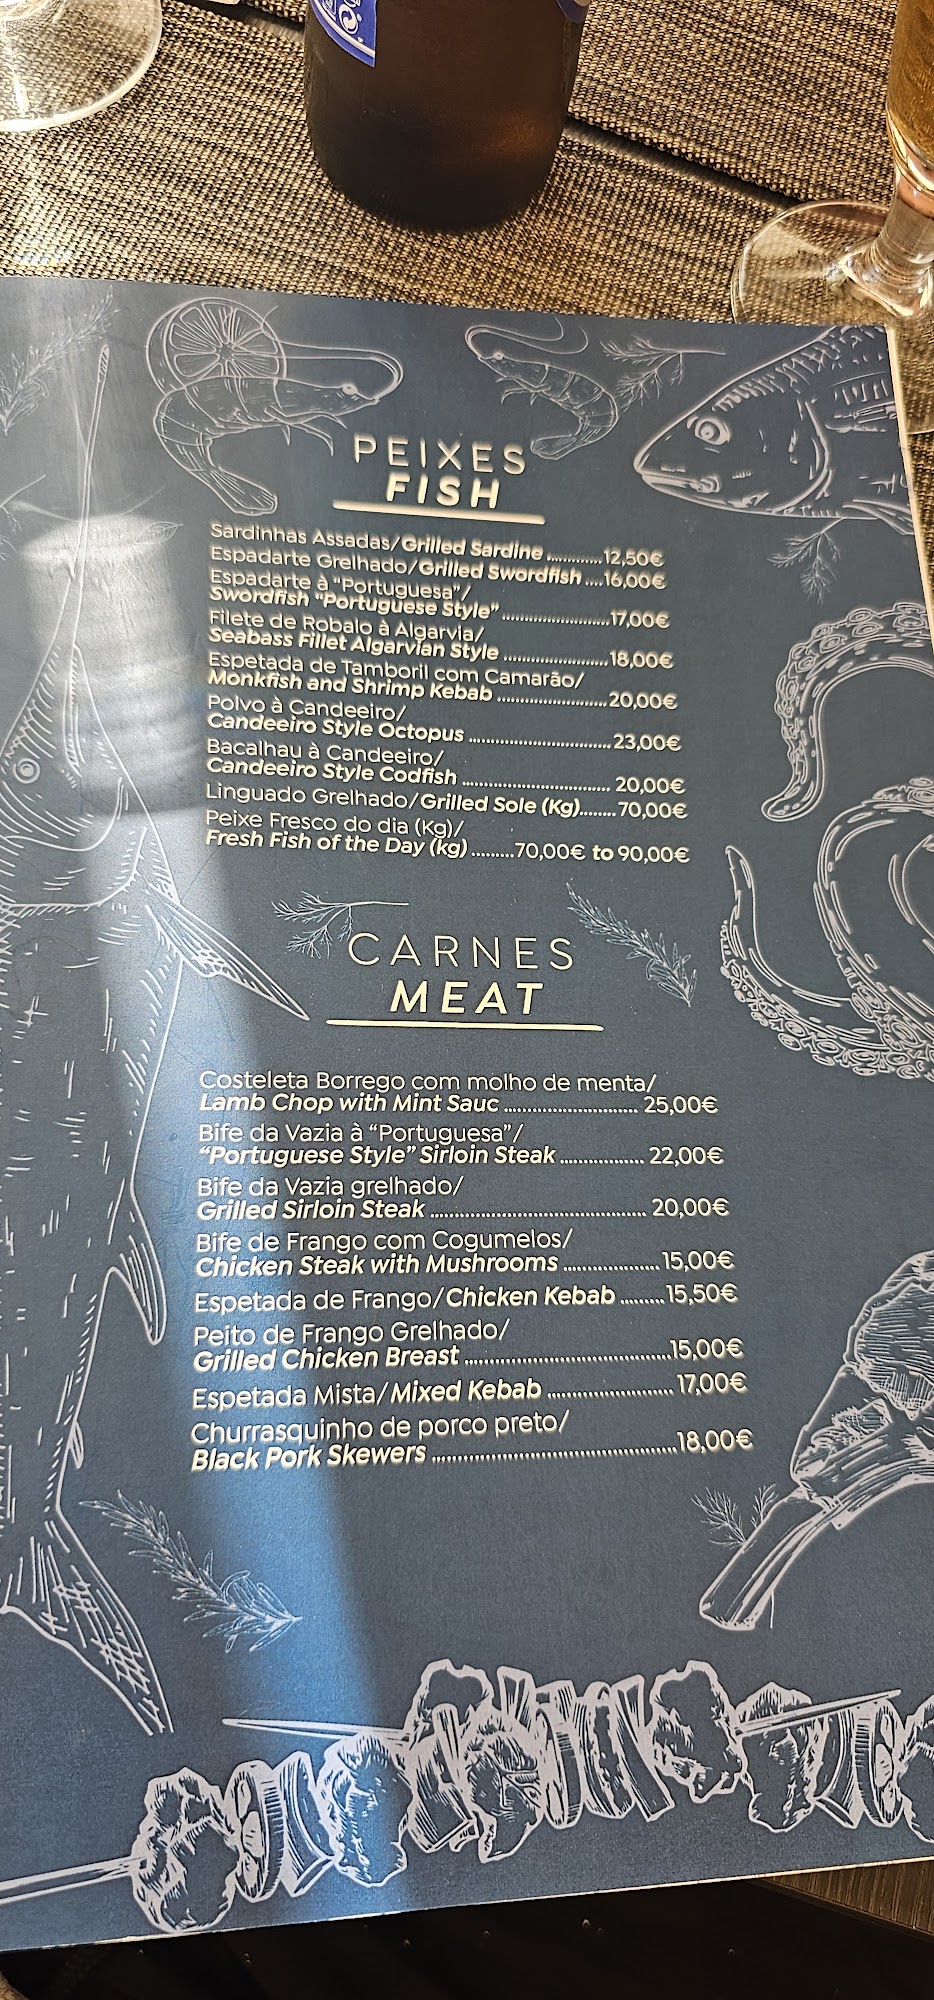 PEIXES
FISH
Sardinhas Assadas/Grilled Sardine ............12,50€
Espadarte Grelhado/Grilled Swordfish ....16,00€
Espadarte à "Portuguesa"/
Swordfish "Portuguese Style" .......................17,00€
Filete de Robalo à Algarvia/
Seabass Fillet Algarvian Style .......................18,00€
Espetada de Tamboril com Camarão/
Monkfish and Shrimp Kebab ........................20,00€
Polvo à Candeeiro/
Candeeiro Style Octopus ...............................23,00€
Bacalhau à Candeeiro/
Candeeiro Style Codfish ................................ 20,00€
Linguado Grelhado/Grilled Sole (Kg)........70,00€
Peixe Fresco do dia (Kg)/
Fresh Fish of the Day (kg) .........70,00€ to 90,00€
CARNES
MEAT
Costeleta Borrego com molho de menta/
Lamb Chop with Mint Sauc ........................... 25,00€
Bife da Vazia à "Portuguesa"/
"Portuguese Style" Sirloin Steak ................. 22,00€
Bife da Vazia grelhado/
Grilled Sirloin Steak ........................................... 20,00€
Bife de Frango com Cogumelos/
Chicken Steak with Mushrooms ...................15,00€
Espetada de Frango/Chicken Kebab .........15,50€
Peito de Frango Grelhado/
Grilled Chicken Breast .........................................15,00€
Espetada Mista/Mixed Kebab ......................... 17,00€
Churrasquinho de porco preto/
Black Pork Skewers .................................................18,00€